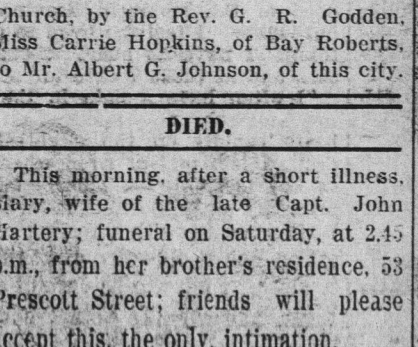 Church, by the Rev. G. R. Godden,
Miss Carrie Hopkins, of Bay Roberts,
to Mr. Albert G. Johnson, of this city.
DIED.
This morning, after a short illness,
Mary, wife of the late Capt. John
Hartery; funeral on Saturday, at 2.45
p.m., from her brother's residence, 53
Prescott Street; friends will please
accept this, the only, intimation